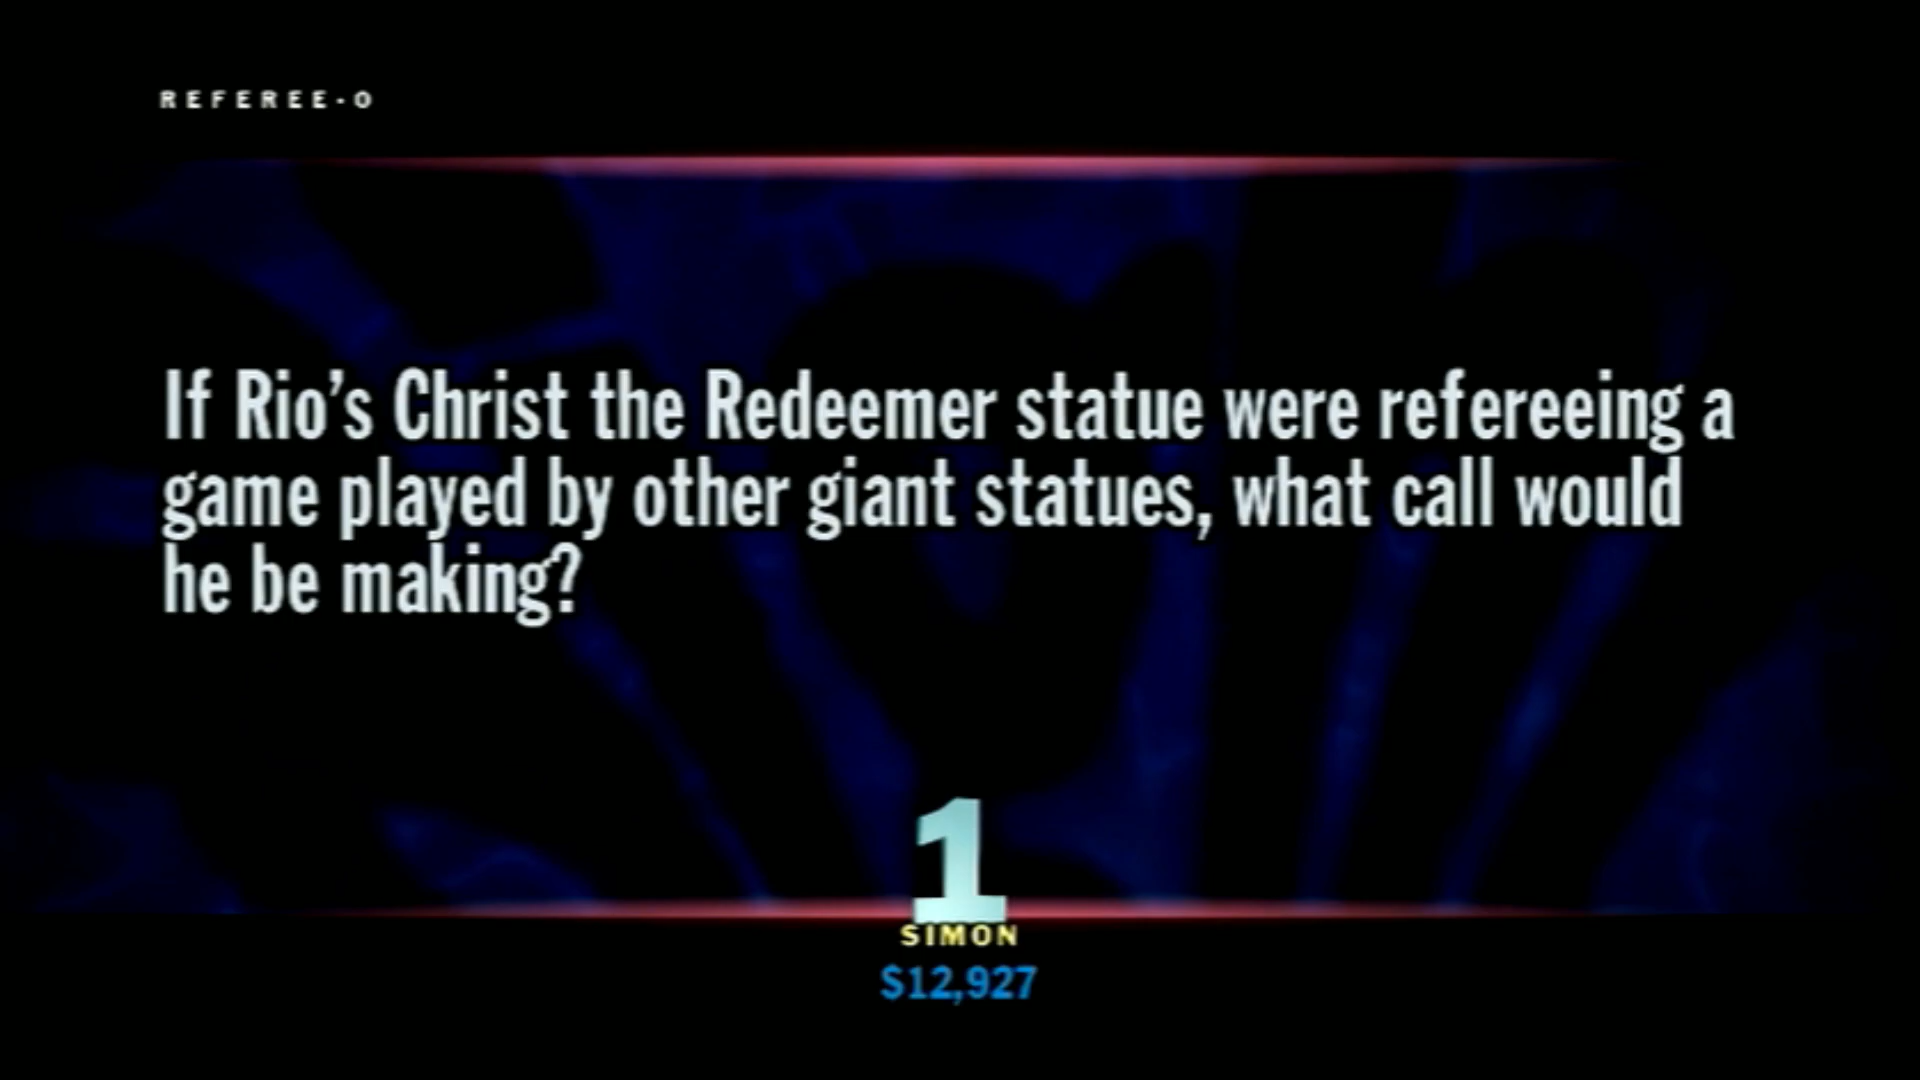 REFEREE-O
If Rio's Christ the Redeemer statue were refereeing a
game played by other giant statues, what call would
he be making?
1
SIMON
$12,927